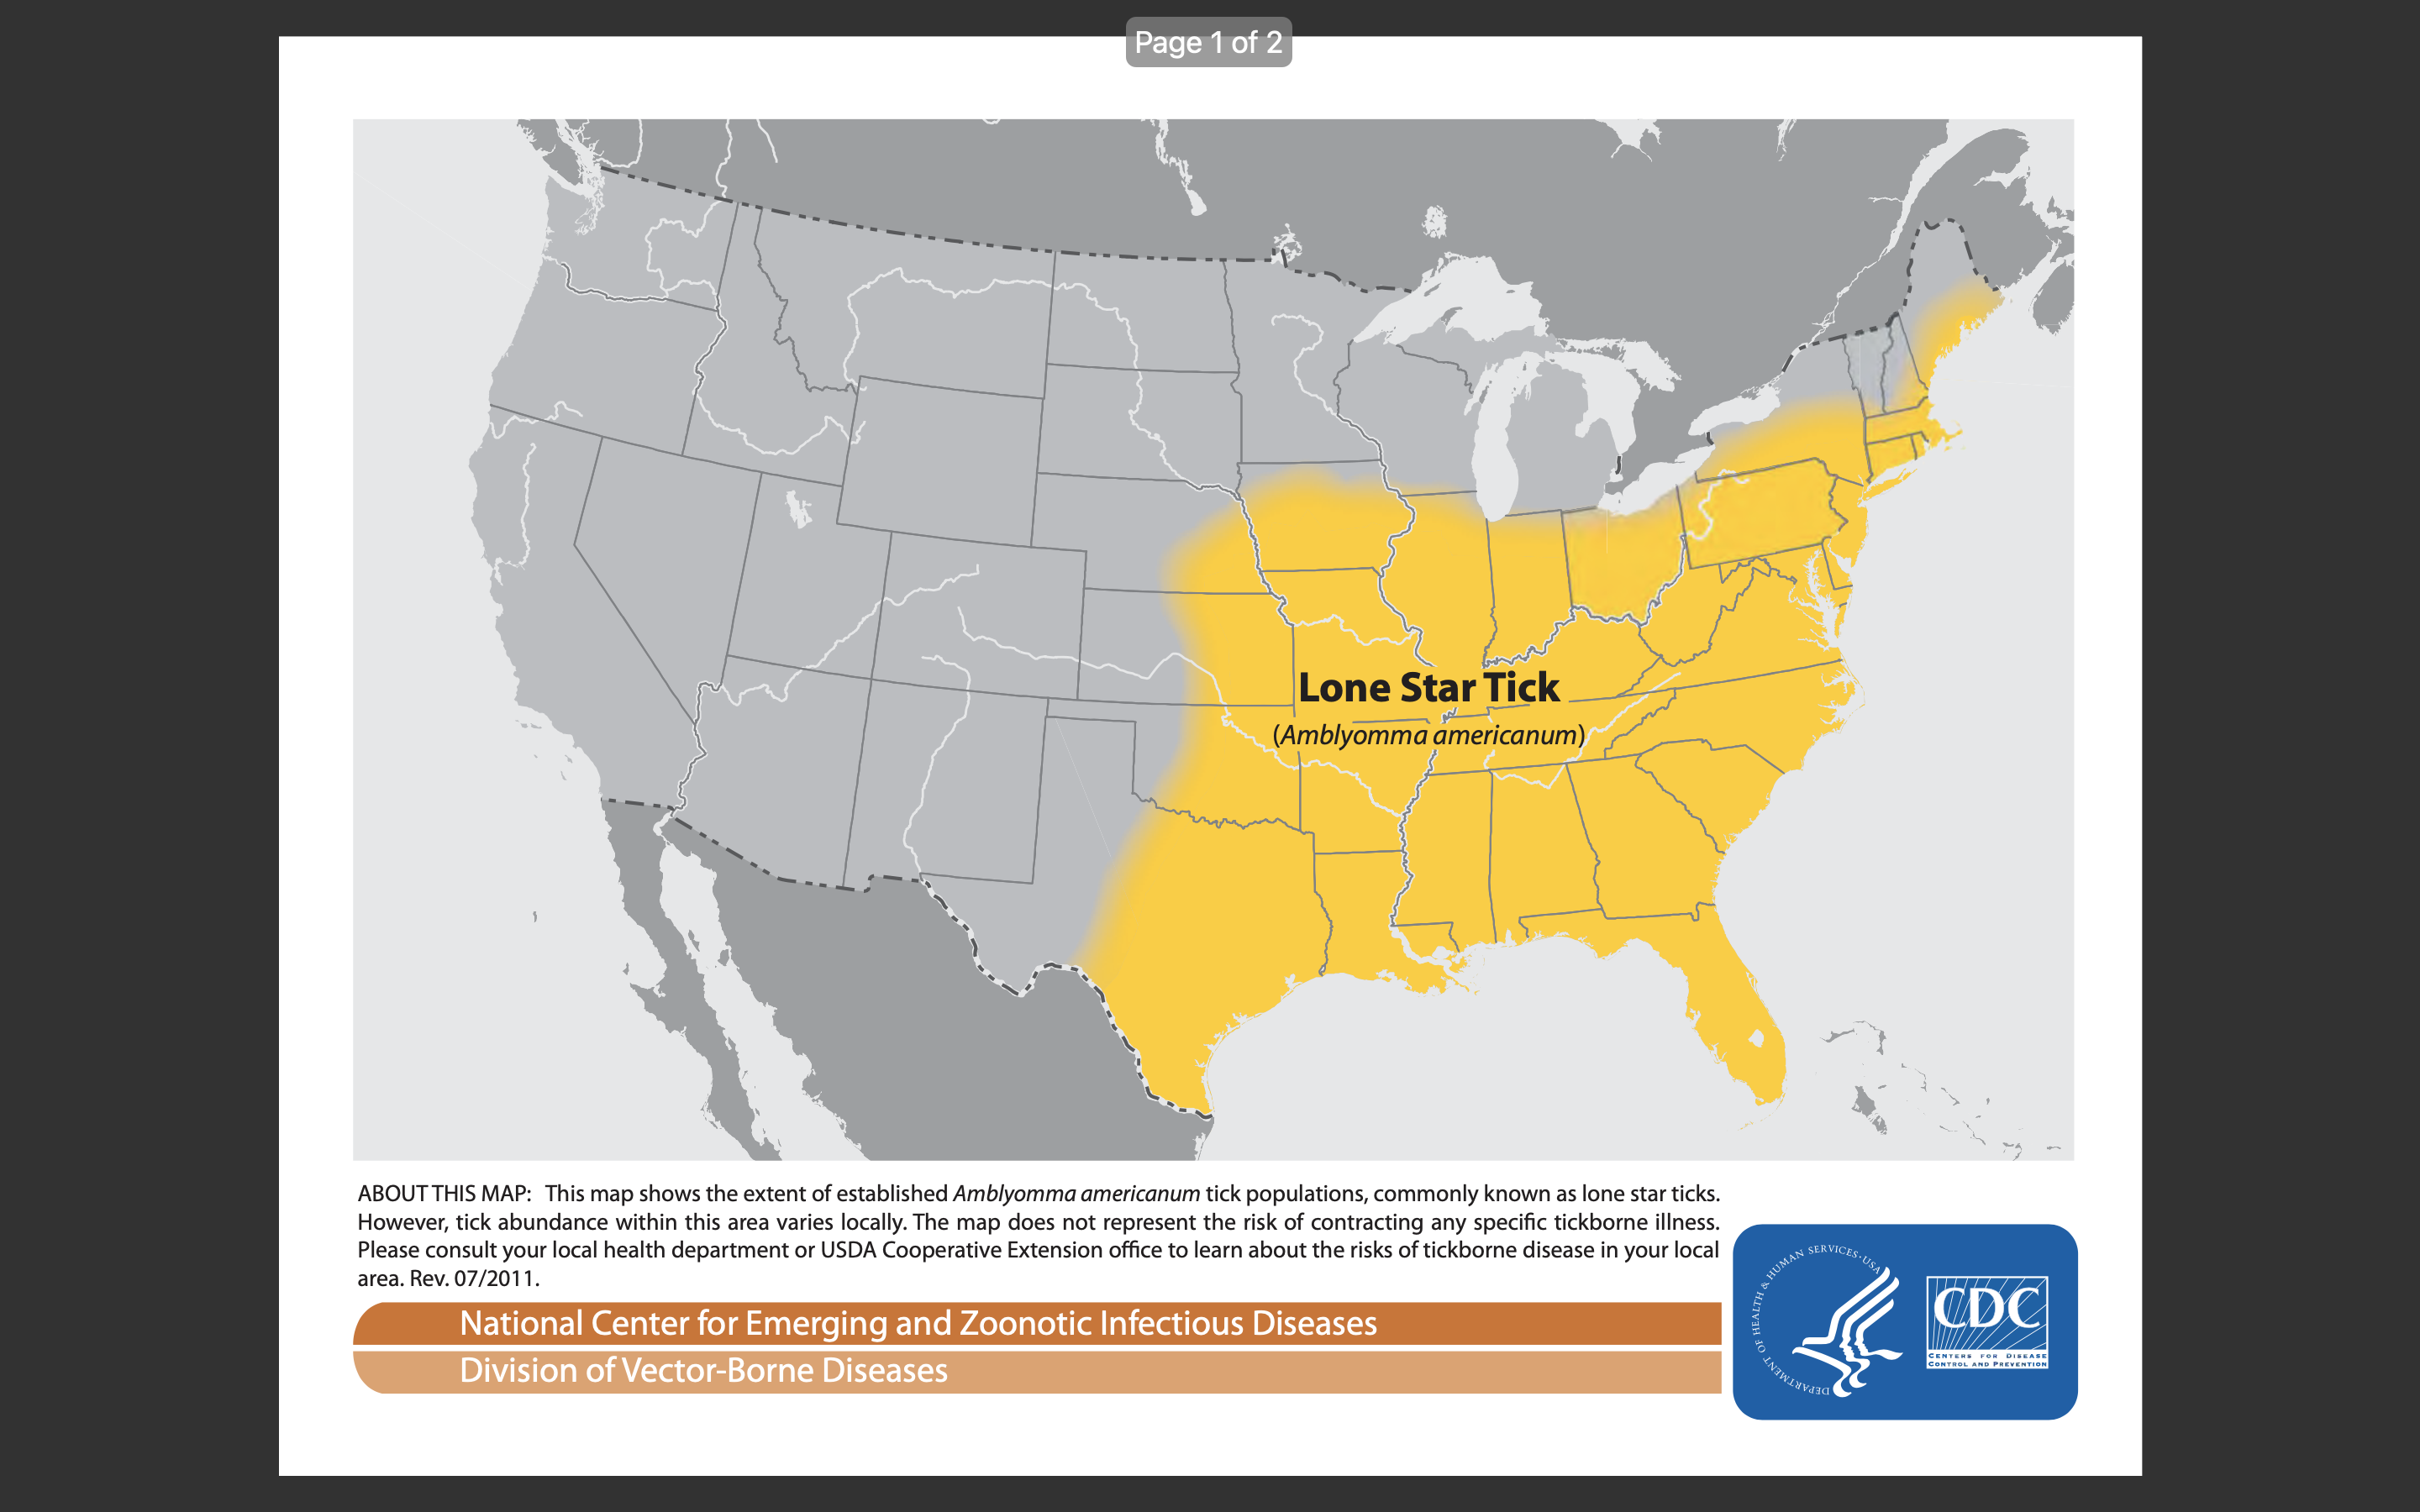 Page 1 of 2
Lone Star Tick
(Amblyomma americanum)
ABOUT THIS MAP: This map shows the extent of established Amblyomma americanum tick populations, commonly known as lone star ticks.
However, tick abundance within this area varies locally. The map does not represent the risk of contracting any specific tickborne illness.
Please consult your local health department or USDA Cooperative Extension office to learn about the risks of tickborne disease in your local
area. Rev. 07/2011.
National Center for Emerging and Zoonotic Infectious Diseases
Division of Vector-Borne Diseases
DEPARTMENT OF HEALTH & HUMAN SERVICES·USA
CDC
CENTERS FOR DISEASE
CONTROL AND PREVENTION